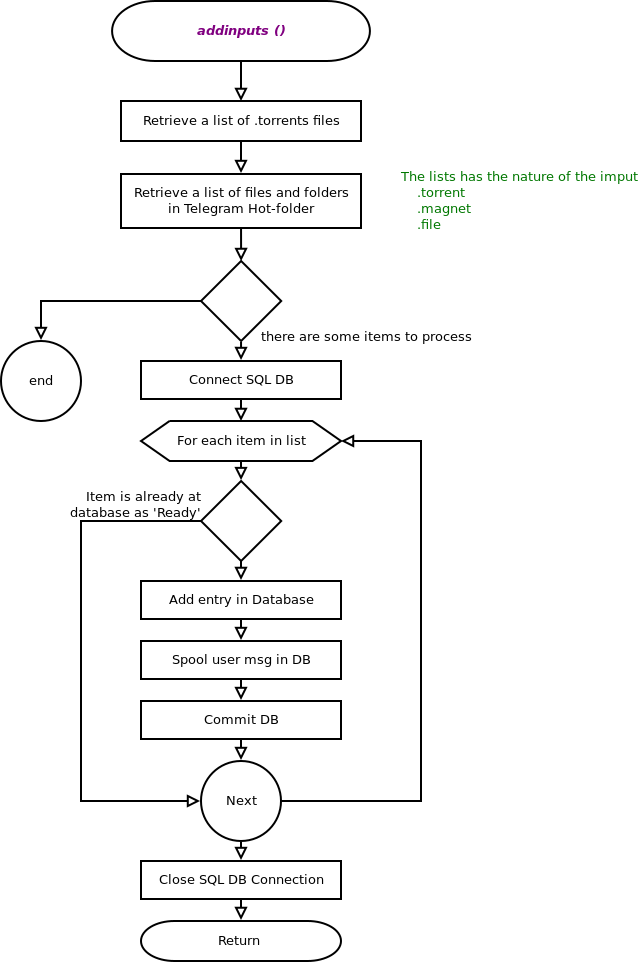 addinputs ()
Retrieve a list of .torrents files
Retrieve a list of files and folders
in Telegram Hot-folder
The lists has the nature of the imput
.torrent
.magnet
.file
there are some items to process
end
Connect SQL DB
For each item in list
Item is already at
database as 'Ready'
Add entry in Database
Spool user msg in DB
Commit DB
Next
Close SQL DB Connection
Return